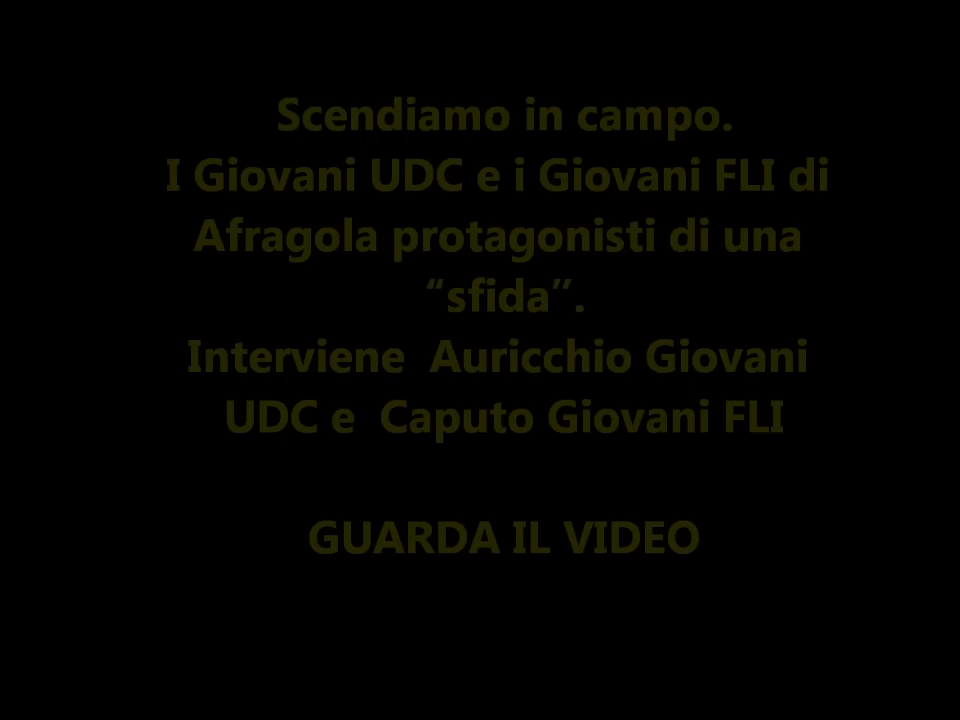 Scendiamo in campo.
I Giovani UDC e i Giovani FLI di
Afragola protagonisti di una
“sfida”.
Interviene  Auricchio Giovani
UDC e  Caputo Giovani FLI
GUARDA IL VIDEO